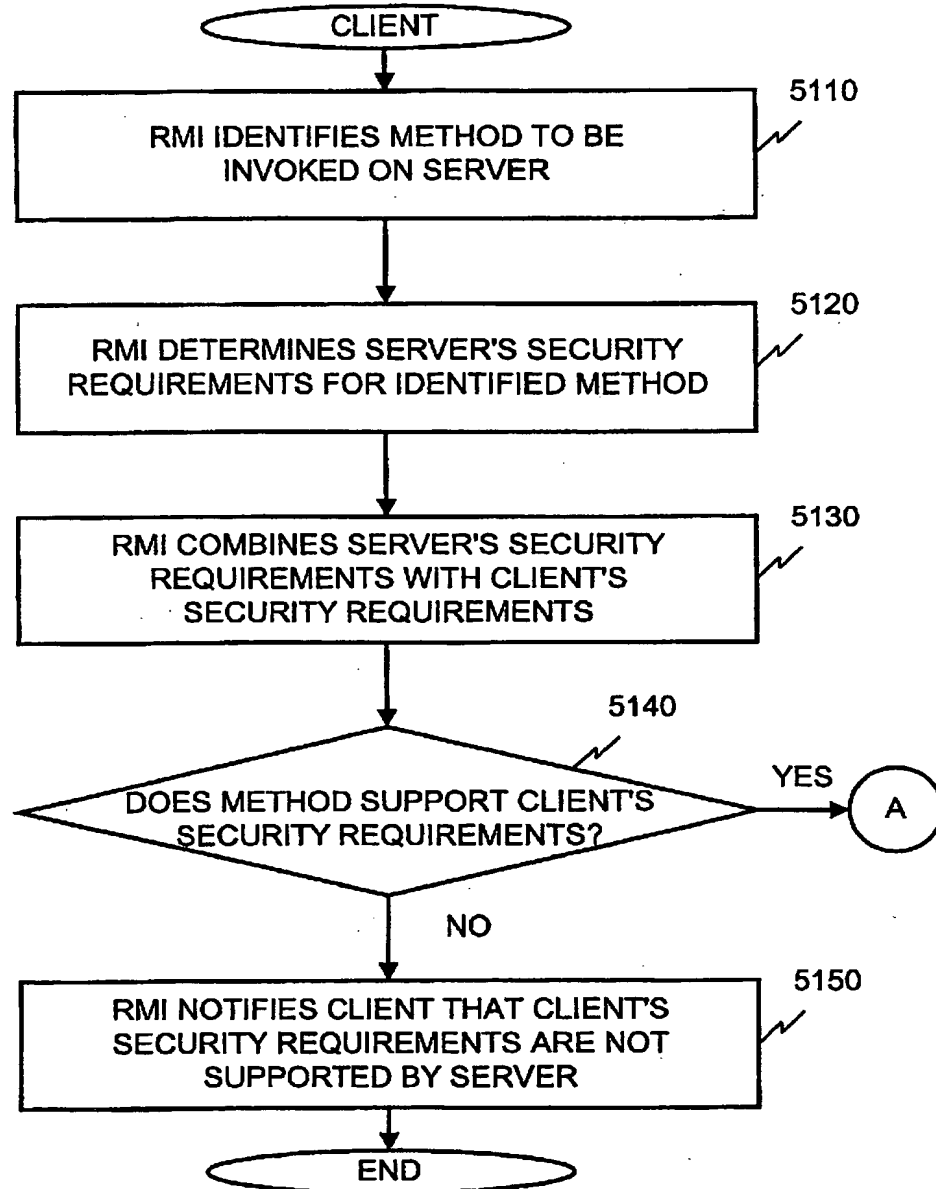 CLIENT
5110
RMI IDENTIFIES METHOD TO BE
INVOKED ON SERVER
5120
RMI DETERMINES SERVER'S SECURITY
REQUIREMENTS FOR IDENTIFIED METHOD
5130
RMI COMBINES SERVER'S SECURITY
REQUIREMENTS WITH CLIENT'S
SECURITY REQUIREMENTS
5140
DOES METHOD SUPPORT CLIENT'S
SECURITY REQUIREMENTS?
YES
A
NO
5150
RMI NOTIFIES CLIENT THAT CLIENT'S
SECURITY REQUIREMENTS ARE NOT
SUPPORTED BY SERVER
END